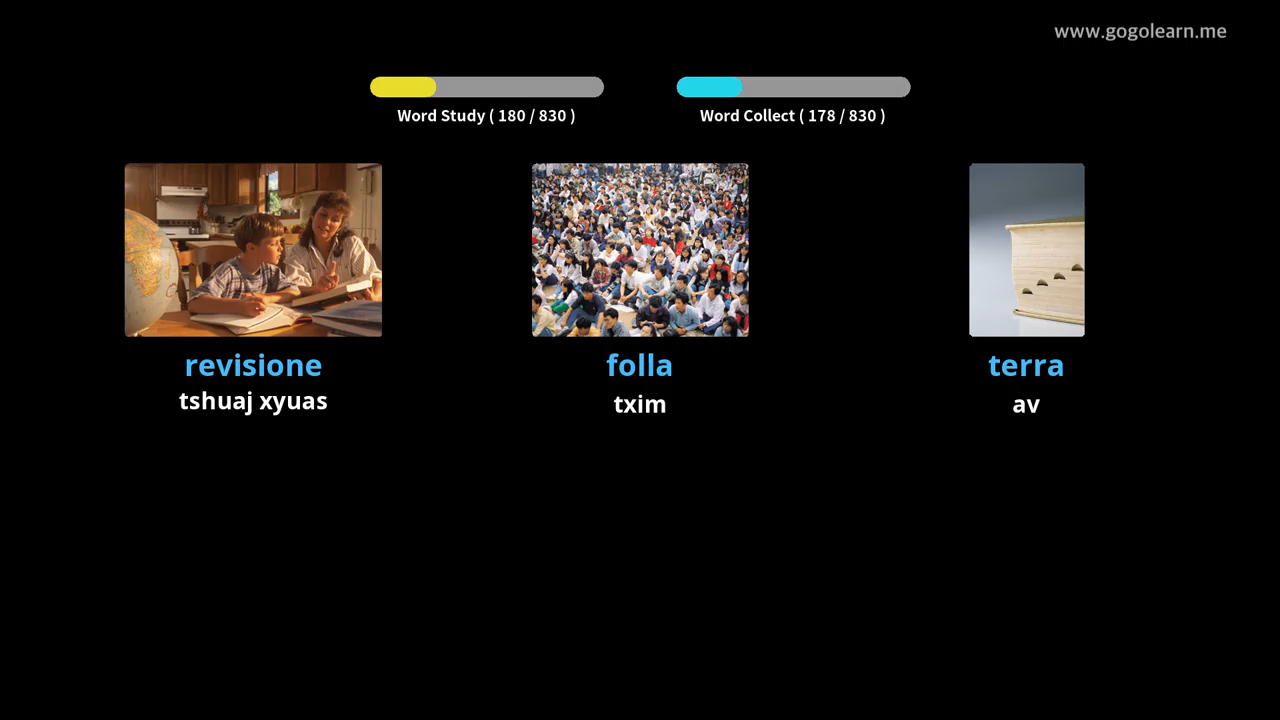 www.gogolearn.me
Word Study ( 180 / 830 )
Word Collect ( 178 / 830 )
revisione
tshuaj xyuas
folla
txim
terra
av